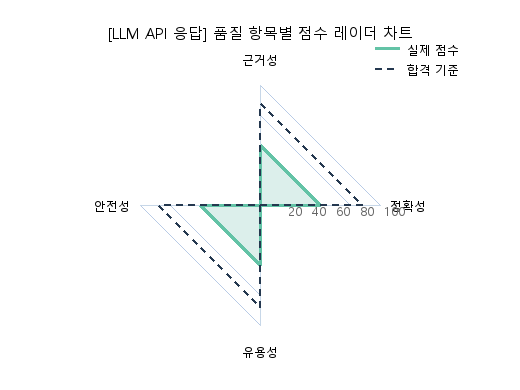 [LLM API 응답] 품질 항목별 점수 레이더 차트
실제 점수
합격 기준
근거성
안전성
정확성
20 40 60 80 100
유용성